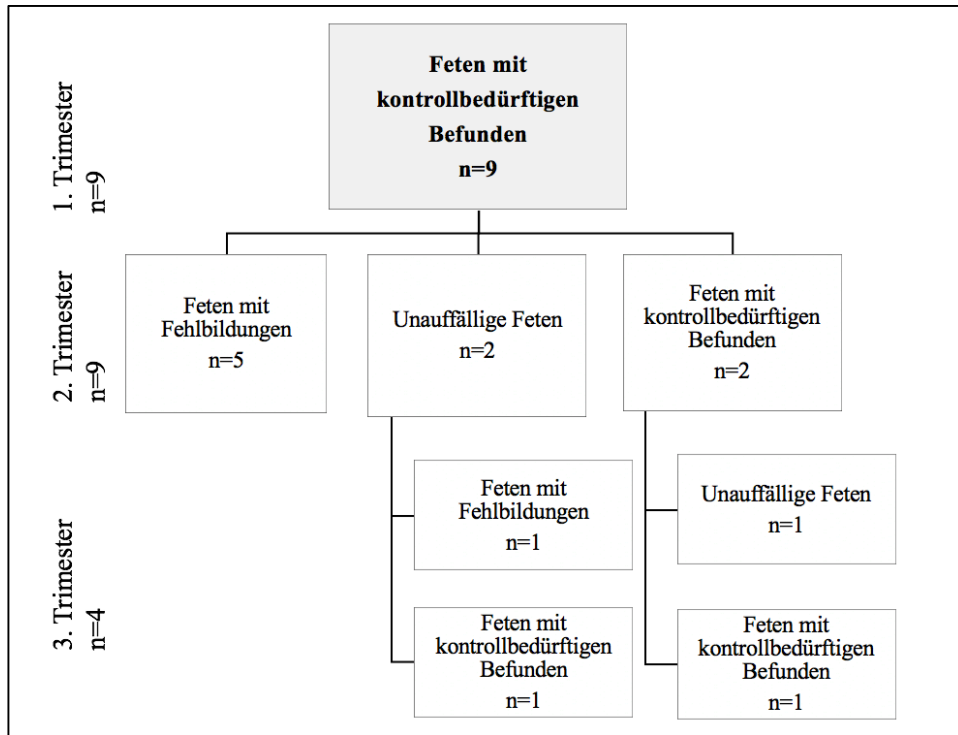 1. Trimester
n=9
Feten mit
kontrollbedürftigen
Befunden
n=9
2. Trimester
n=9
Feten mit
Fehlbildungen
n=5
Unauffällige Feten
n=2
Feten mit
kontrollbedürftigen
Befunden
n=2
3. Trimester
n=4
Feten mit
Fehlbildungen
n=1
Unauffällige Feten
n=1
Feten mit
kontrollbedürftigen
Befunden
n=1
Feten mit
kontrollbedürftigen
Befunden
n=1